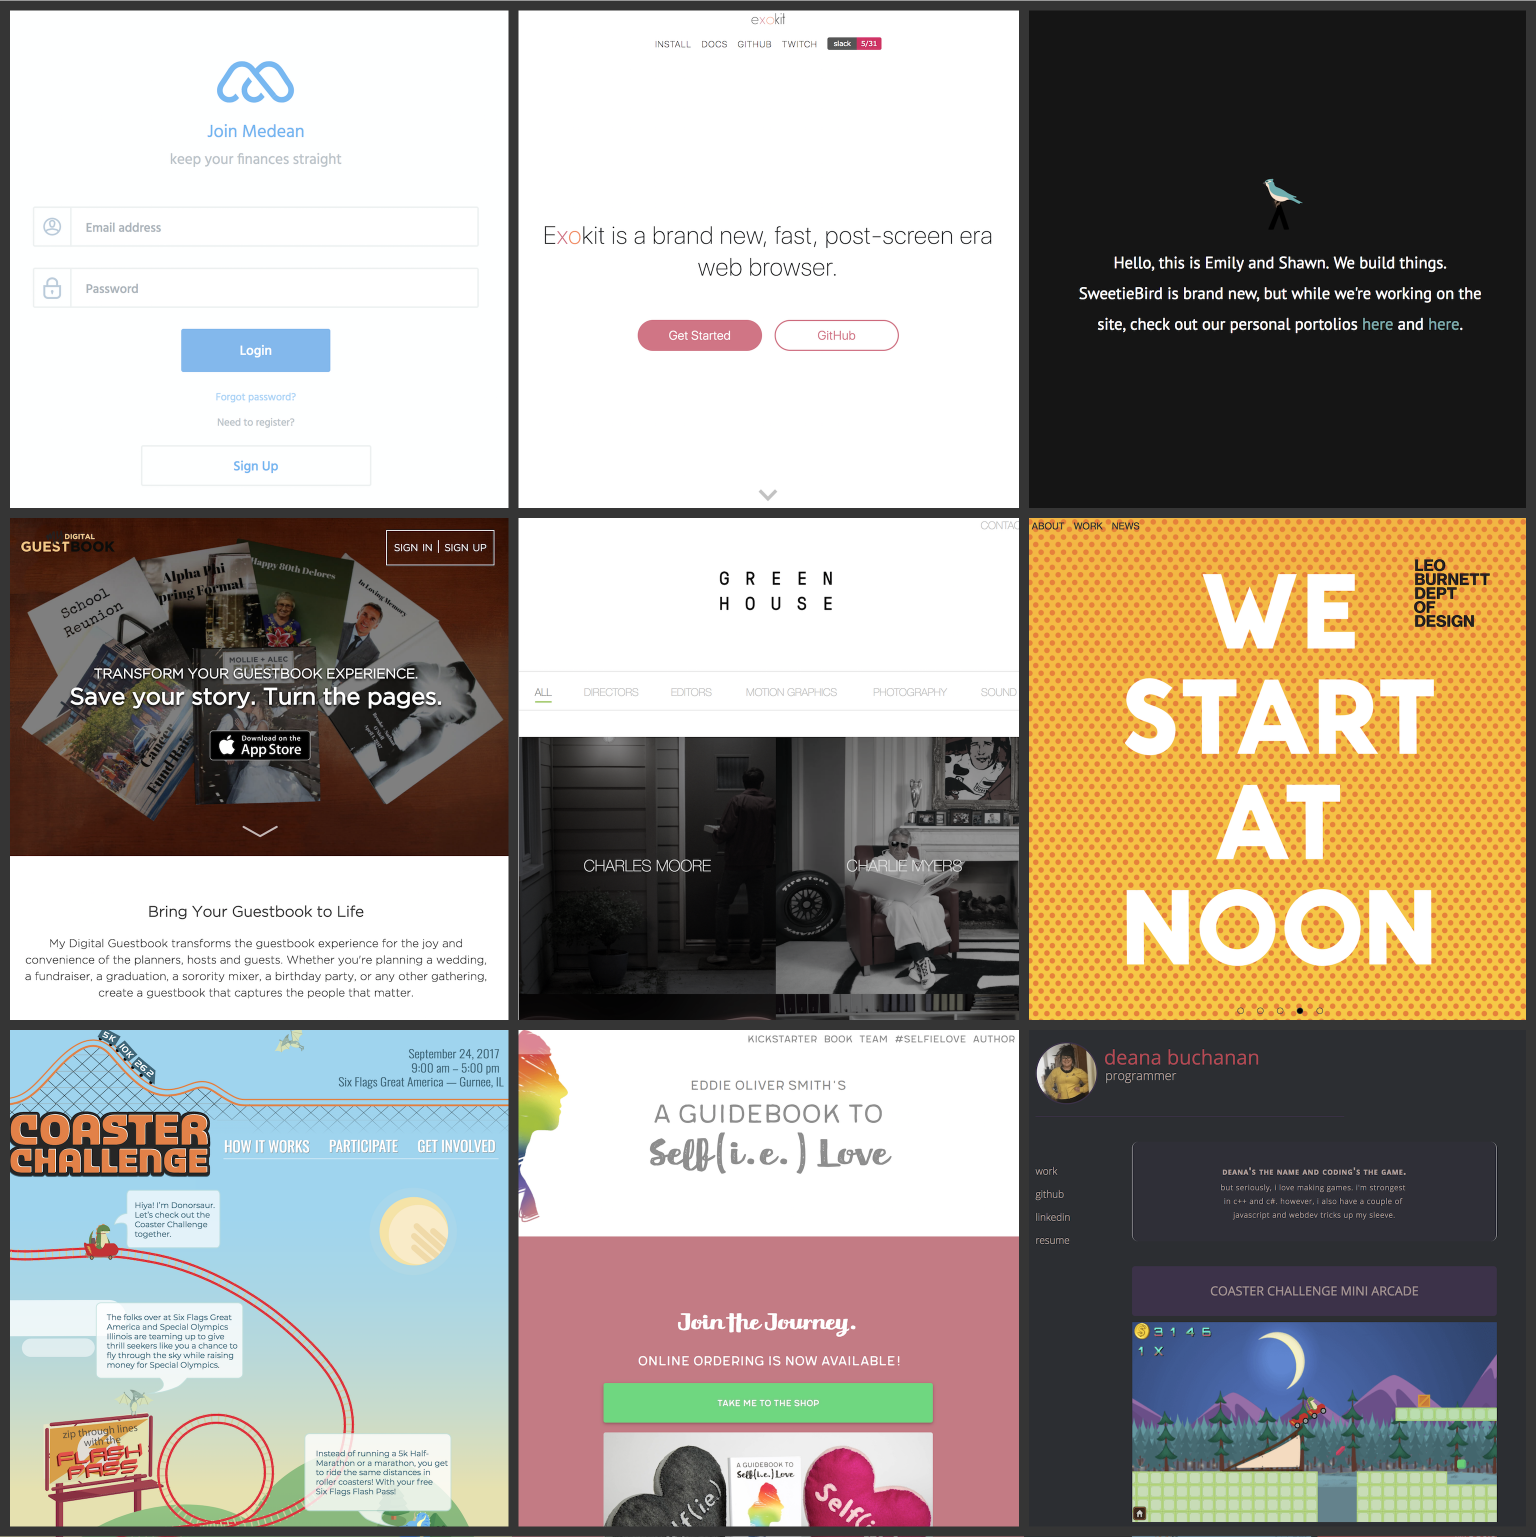 Join Medean
keep your finances straight
Email address
Password
Login
Forgot password?
Need to register?
Sign Up
exokit
INSTALL DOCS GITHUB TWITCH slack 5/31
Exokit is a brand new, fast, post-screen era
web browser.
Get Started GitHub
Hello, this is Emily and Shawn. We build things.
SweetieBird is brand new, but while we're working on the
site, check out our personal portolios here and here.
DIGITAL
GUESTBOOK
SIGN IN | SIGN UP
School
Reunion
Alpha Phi
Spring Formal
Happy 80th Delores
In Loving Memory
MOLLIE + ALEC
TRANSFORM YOUR GUESTBOOK EXPERIENCE.
Save your story. Turn the pages.
Download on the
App Store
Cancer
Fundraiser
Bring Your Guestbook to Life
My Digital Guestbook transforms the guestbook experience for the joy and
convenience of the planners, hosts and guests. Whether you're planning a wedding,
a fundraiser, a graduation, a sorority mixer, a birthday party, or any other gathering,
create a guestbook that captures the people that matter.
CONTAC
GREEN
HOUSE
ALL DIRECTORS EDITORS MOTION GRAPHICS PHOTOGRAPHY SOUND
CHARLES MOORE
CHARLIE MYERS
FIRESTONE
ABOUT WORK NEWS
LEO
BURNETT
DEPT
OF
DESIGN
WE
START
AT
NOON
5K 10K 26.2
September 24, 2017
9:00 am – 5:00 pm
Six Flags Great America — Gurnee, IL
COASTER
CHALLENGE
HOW IT WORKS PARTICIPATE GET INVOLVED
Hiya! I'm Donorsaur.
Let's check out the
Coaster Challenge
together.
The folks over at Six Flags Great
America and Special Olympics
Illinois are teaming up to give
thrill seekers like you a chance to
fly through the sky while raising
money for Special Olympics.
zip through lines
with the
FLASH
PASS
Instead of running a 5k Half-
Marathon or a marathon, you get
to ride the same distances in
roller coasters! With your free
Six Flags Flash Pass!
KICKSTARTER BOOK TEAM #SELFIELOVE AUTHOR
EDDIE OLIVER SMITH'S
A GUIDEBOOK TO
Self(i.e.) Love
Join the Journey.
ONLINE ORDERING IS NOW AVAILABLE!
TAKE ME TO THE SHOP
Self(i.e.)
A GUIDEBOOK TO
Self(i.e.) Love
Self(i.e.)
deana buchanan
programmer
work
github
linkedin
resume
DEANA'S THE NAME AND CODING'S THE GAME.
but seriously, i love making games. i'm strongest
in c++ and c#. however, i also have a couple of
javascript and webdev tricks up my sleeve.
COASTER CHALLENGE MINI ARCADE
3146
1 X